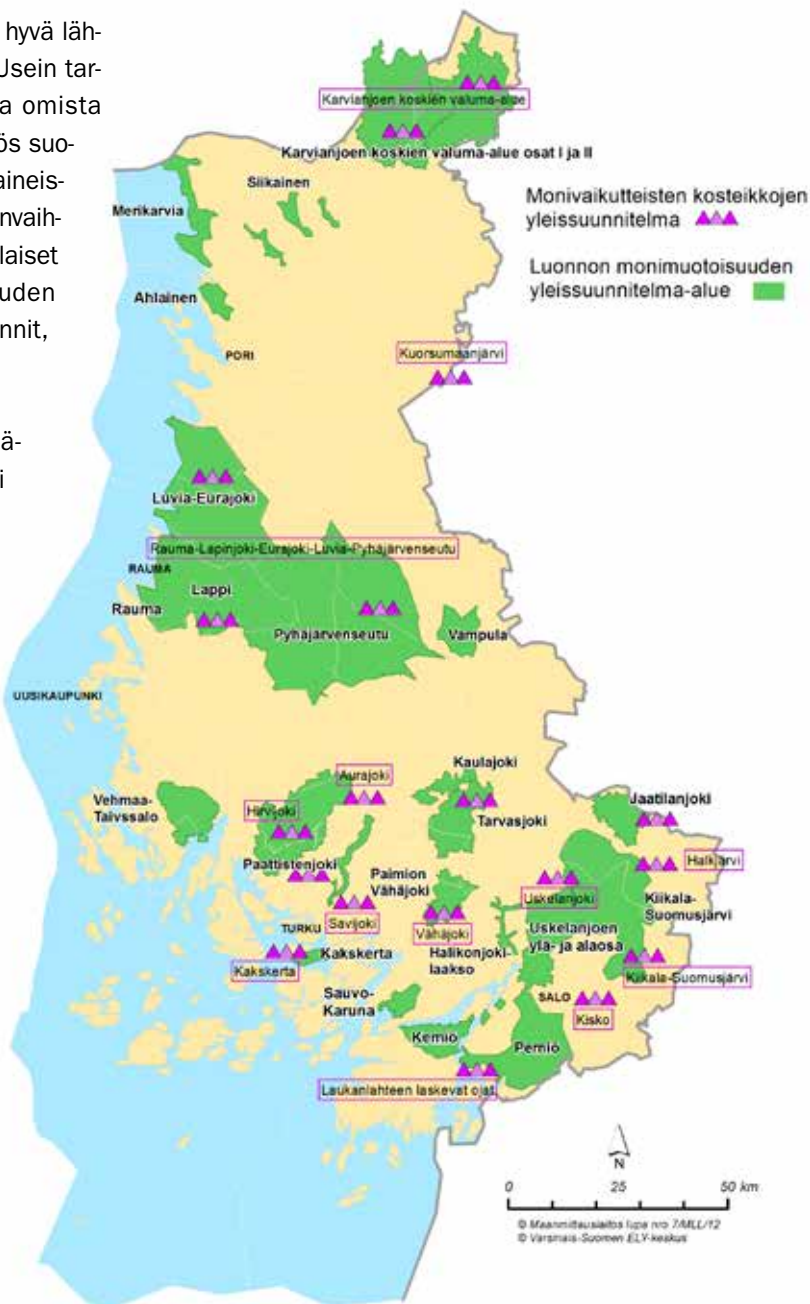 hyvä läh-
Usein tar-
a omista
ös suo-
aineis-
nvaih-
laiset
uuden
nnit,
ä-
i
Karvianjoen koskien valuma-alue
Karvianjoen koskien valuma-alue osat I ja II
Siikainen
Merikarvia
Monivaikutteisten kosteikkojen
yleissuunnitelma
Luonnon monimuotoisuuden
yleissuunnitelma-alue
Ahlainen
PORI
Kuorsumaanjärvi
Luvia-Eurajoki
Rauma-Lapinjoki-Eurajoki-Luvia-Pyhäjärvenseutu
RAUMA
Lappi
Rauma
Pyhäjärvenseutu
Vampula
UUSIKAUPUNKI
Kaulajoki
Aurajoki
Vehmaa-
Taivssalo
Hirvijoki
Tarvasjoki
Jaatilanjoki
Paattistenjoki
Paimion
Vähäjoki
Halkjärvi
Uskelanjoki
Kiikala-
Suomusjärvi
Savijoki
Vähäjoki
TURKU
Uskelanjoen
ylä- ja alaosa
Kakskerta
Halikonjoki-
laakso
Kakskerta
Kiikala-Suomusjärvi
Sauvo-
Karuna
SALO
Kisko
Kemiö
Perniö
Laukanlahteen laskevat ojat
N
0 25 50 km
© Maanmittauslaitos lupa nro 7/MLL/12
© Varsinais-Suomen ELY-keskus